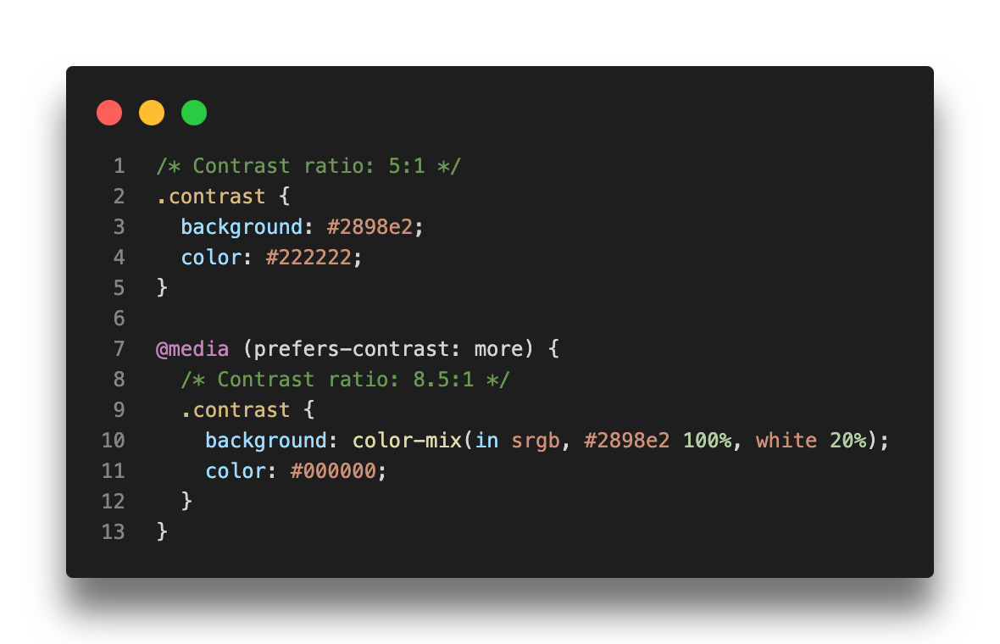 1 /* Contrast ratio: 5:1 */
2 .contrast {
3   background: #2898e2;
4   color: #222222;
5 }
6
7 @media (prefers-contrast: more) {
8   /* Contrast ratio: 8.5:1 */
9   .contrast {
10     background: color-mix(in srgb, #2898e2 100%, white 20%);
11     color: #000000;
12   }
13 }